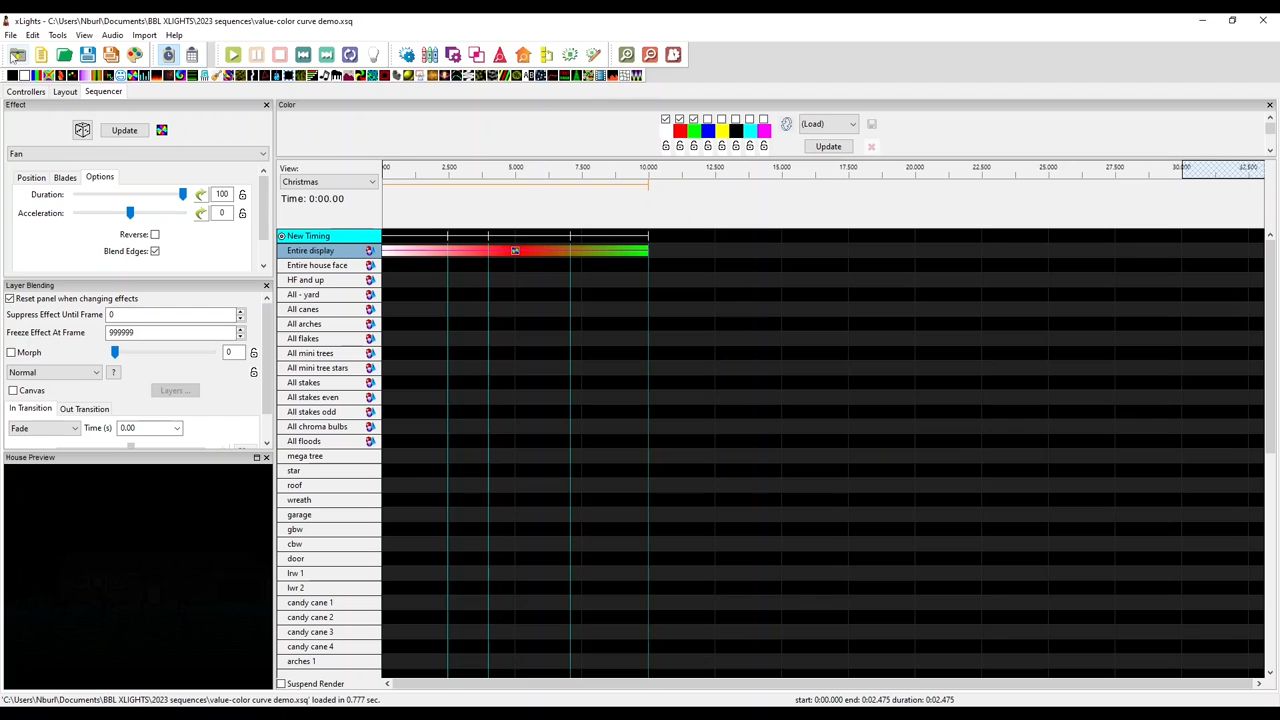 xLights - C:\Users\Nburl\Documents\BBL XLIGHTS\2023 sequences\value-color curve demo.xsq
File Edit Tools View Audio Import Help
Controllers Layout Sequencer
Effect
Update
Fan
Position Blades Options
Duration: 100
Acceleration: 0
Reverse:
Blend Edges:
Layer Blending
Reset panel when changing effects
Suppress Effect Until Frame 0
Freeze Effect At Frame 999999
Morph 0
Normal ?
Canvas Layers ...
In Transition Out Transition
Fade Time (s) 0.00
House Preview
Color
(Load)
Update
View:
Christmas
Time: 0:00.00
2.500 5.000 7.500 10.000 12.500 15.000 17.500 20.000 22.500 25.000 27.500 30.000 32.500
New Timing
Entire display
Entire house face
HF and up
All - yard
All canes
All arches
All flakes
All mini trees
All mini tree stars
All stakes
All stakes even
All stakes odd
All chroma bulbs
All floods
mega tree
star
roof
wreath
garage
gbw
cbw
door
lrw 1
lwr 2
candy cane 1
candy cane 2
candy cane 3
candy cane 4
arches 1
Suspend Render
'C:\Users\Nburl\Documents\BBL XLIGHTS\2023 sequences\value-color curve demo.xsq' loaded in 0.777 sec.
start: 0:00.000 end: 0:02.475 duration: 0:02.475